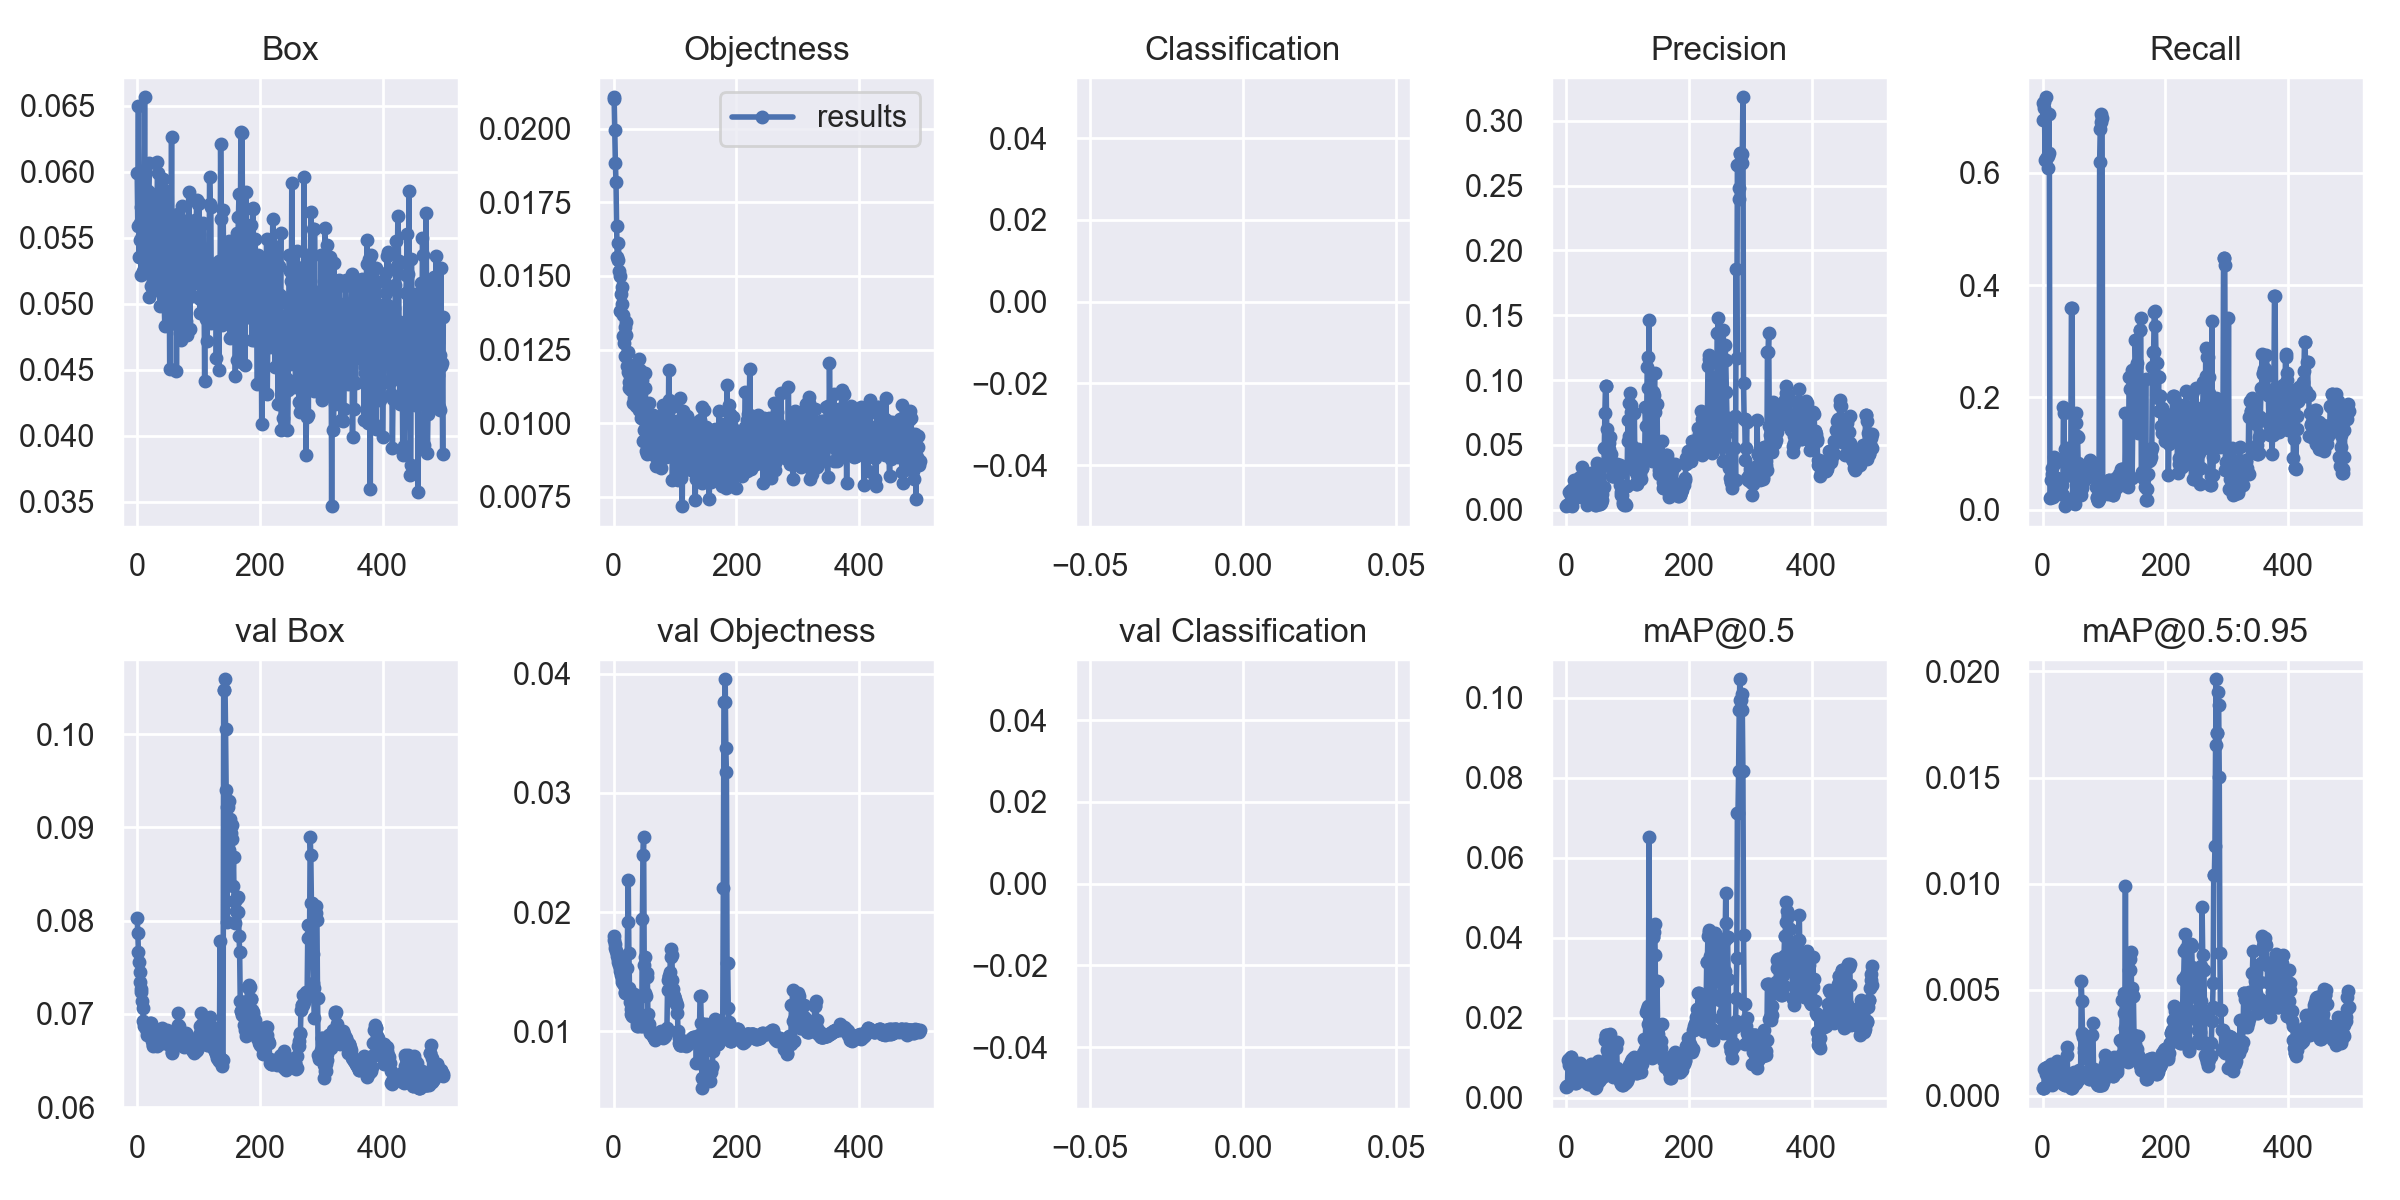 Box
Objectness
Classification
Precision
Recall
0.065
0.060
0.055
0.050
0.045
0.040
0.035
0 200 400
results
0.0200
0.0175
0.0150
0.0125
0.0100
0.0075
0 200 400
0.04
0.02
0.00
−0.02
−0.04
−0.05 0.00 0.05
0.30
0.25
0.20
0.15
0.10
0.05
0.00
0 200 400
0.6
0.4
0.2
0.0
0 200 400
val Box
val Objectness
val Classification
mAP@0.5
mAP@0.5:0.95
0.10
0.09
0.08
0.07
0.06
0 200 400
0.04
0.03
0.02
0.01
0 200 400
0.04
0.02
0.00
−0.02
−0.04
−0.05 0.00 0.05
0.10
0.08
0.06
0.04
0.02
0.00
0 200 400
0.020
0.015
0.010
0.005
0.000
0 200 400